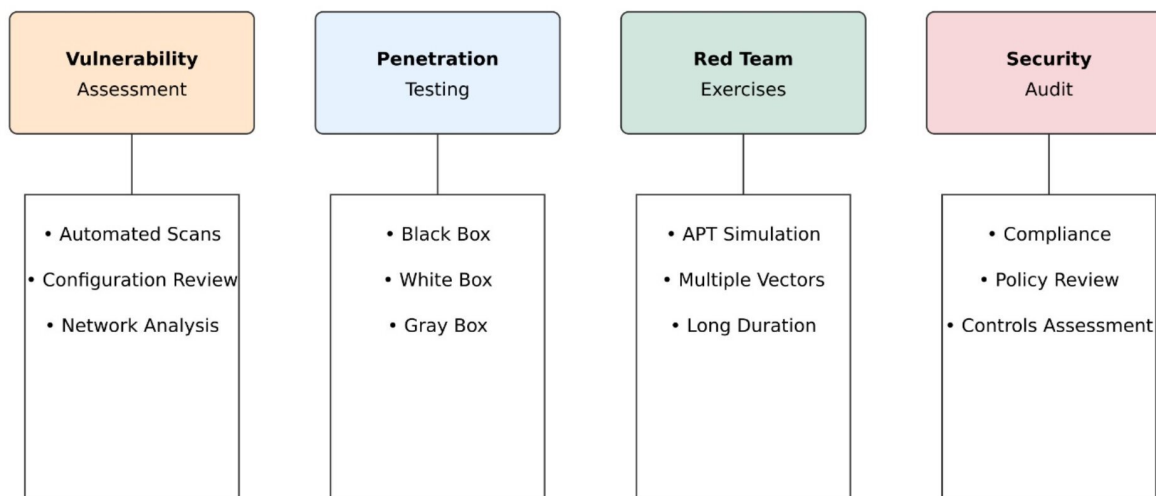 Vulnerability
Assessment
• Automated Scans
• Configuration Review
• Network Analysis
Penetration
Testing
• Black Box
• White Box
• Gray Box
Red Team
Exercises
• APT Simulation
• Multiple Vectors
• Long Duration
Security
Audit
• Compliance
• Policy Review
• Controls Assessment